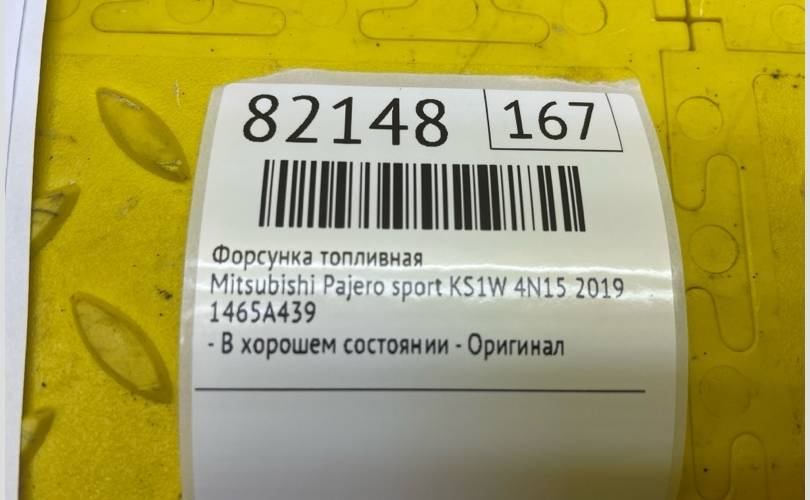 82148 167
Форсунка топливная
Mitsubishi Pajero sport KS1W 4N15 2019
1465A439
- В хорошем состоянии - Оригинал